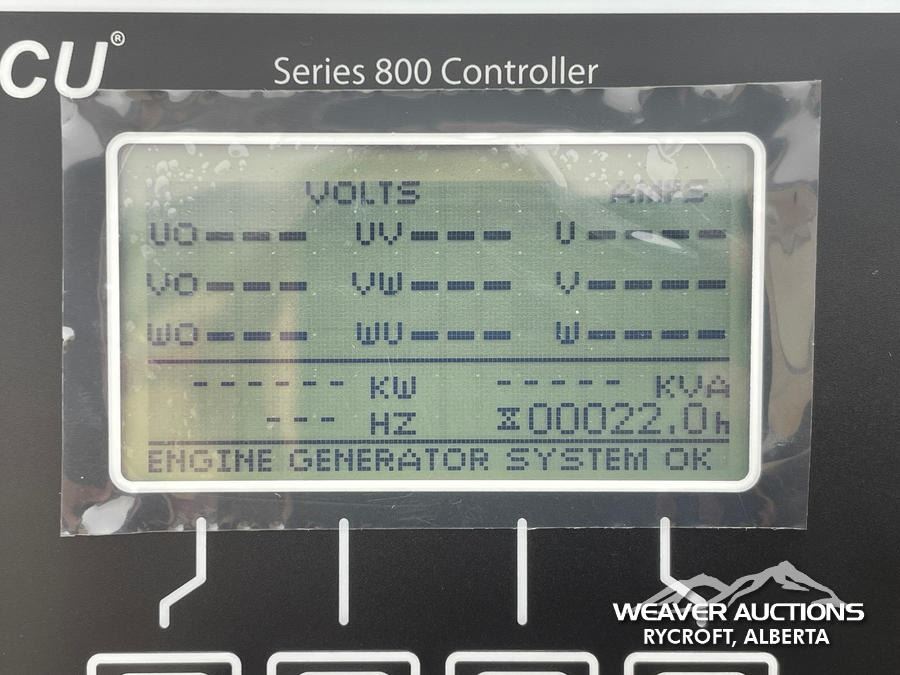 CU®
Series 800 Controller
VOLTS AMPS
UO--- UV--- U----
VO--- VW--- V----
WO--- WU--- W----
------ KW ----- KVA
--- HZ ⧖00022.0h
ENGINE GENERATOR SYSTEM OK
WEAVER AUCTIONS
RYCROFT, ALBERTA